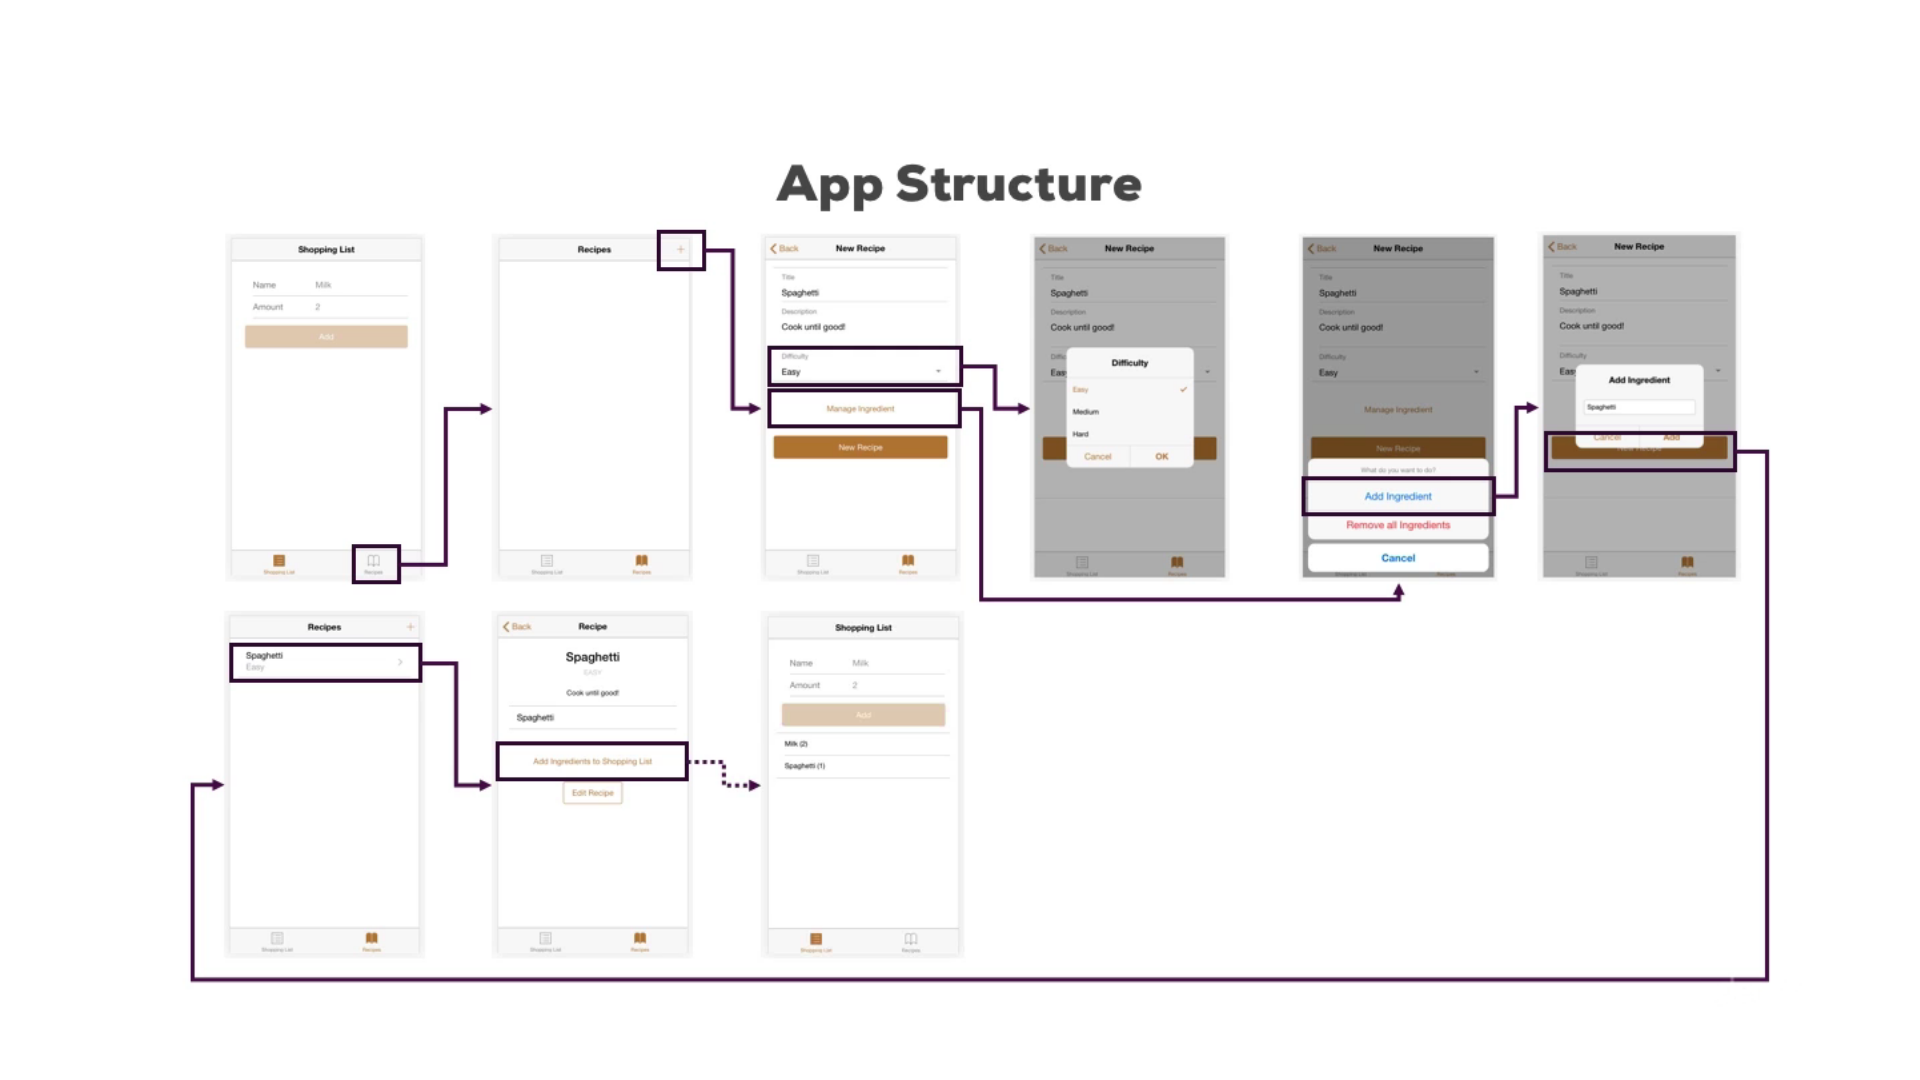 App Structure
Shopping List
Name Milk
Amount 2
Add
Shopping List Recipes
Recipes +
Shopping List Recipes
Back New Recipe
Title
Spaghetti
Description
Cook until good!
Difficulty
Easy
Manage Ingredient
New Recipe
Shopping List Recipes
Back New Recipe
Title
Spaghetti
Description
Cook until good!
Difficulty
Easy
Medium
Hard
Cancel OK
Shopping List Recipes
Back New Recipe
Title
Spaghetti
Description
Cook until good!
Difficulty
Easy
Manage Ingredient
New Recipe
What do you want to do?
Add Ingredient
Remove all Ingredients
Cancel
Back New Recipe
Title
Spaghetti
Description
Cook until good!
Difficulty
Add Ingredient
Spaghetti
Cancel Add
New Recipe
Shopping List Recipes
Recipes +
Spaghetti
Easy
Shopping List Recipes
Back Recipe
Spaghetti
EASY
Cook until good!
Spaghetti
Add Ingredients to Shopping List
Edit Recipe
Shopping List Recipes
Shopping List
Name Milk
Amount 2
Add
Milk (2)
Spaghetti (1)
Shopping List Recipes